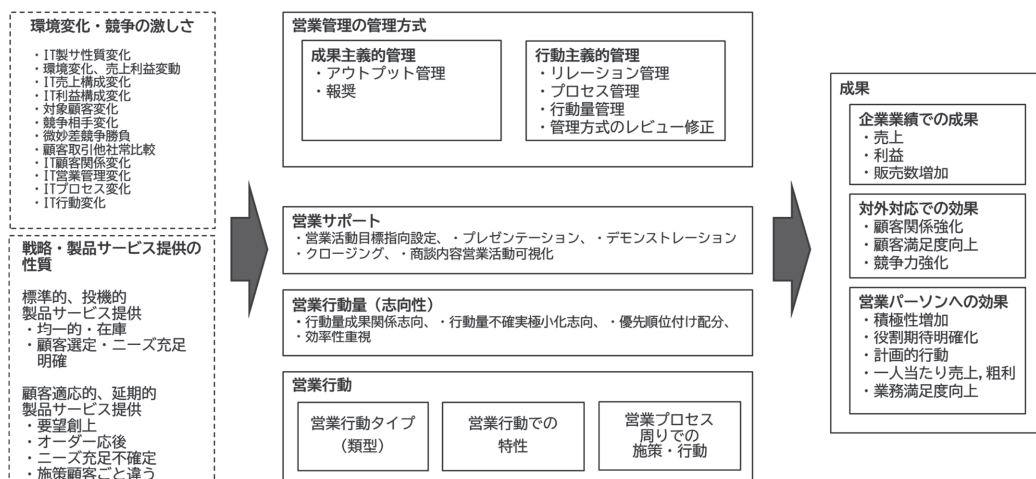 環境変化・競争の激しさ
・IT製サ性質変化
・環境変化、売上利益変動
・IT売上構成変化
・IT利益構成変化
・対象顧客変化
・競争相手変化
・微妙差競争勝負
・顧客取引他社常比較
・IT顧客関係変化
・IT営業管理変化
・ITプロセス変化
・IT行動変化
戦略・製品サービス提供の
性質
標準的、投機的
製品サービス提供
・均一的・在庫
・顧客選定・ニーズ充足
明確
顧客適応的、延期的
製品サービス提供
・要望創上
・オーダー応後
・ニーズ充足不確定
・施策顧客ごと違う
営業管理の管理方式
成果主義的管理
・アウトプット管理
・報奨
行動主義的管理
・リレーション管理
・プロセス管理
・行動量管理
・管理方式のレビュー修正
営業サポート
・営業活動目標指向設定、・プレゼンテーション、・デモンストレーション
・クロージング、・商談内容営業活動可視化
営業行動量（志向性）
・行動量成果関係志向、・行動量不確実極小化志向、・優先順位付け配分、
・効率性重視
営業行動
営業行動タイプ
（類型）
営業行動での
特性
営業プロセス
周りでの
施策・行動
成果
企業業績での成果
・売上
・利益
・販売数増加
対外対応での効果
・顧客関係強化
・顧客満足度向上
・競争力強化
営業パーソンへの効果
・積極性増加
・役割期待明確化
・計画的行動
・一人当たり売上,粗利
・業務満足度向上